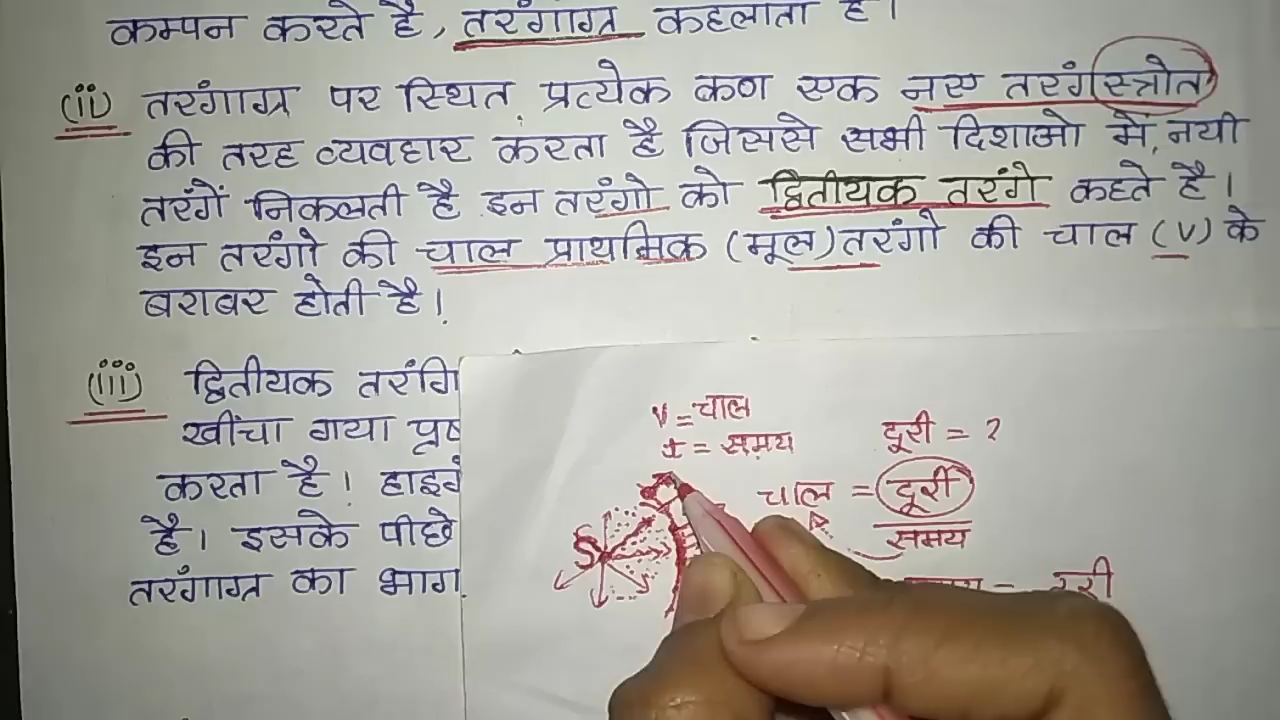 कम्पन करते है, तरंगाग्र कहलाता है।
(ii) तरंगाग्र पर स्थित प्रत्येक कण एक नए तरंगस्त्रोत
की तरह व्यवहार करता है जिससे सभी दिशाओ में नयी
तरंगें निकलती है इन तरंगो को द्वितीयक तरंगे कहते है।
इन तरंगो की चाल प्राथमिक (मूल) तरंगो की चाल (v) के
बराबर होती है।
(iii) द्वितीयक तरंगि
खींचा गया पृष
करता है। हाइगे
है। इसके पीछे
तरंगाग्र का भाग
v = चाल
t = समय
दूरी = ?
चाल = दूरी
समय
S
दूरी